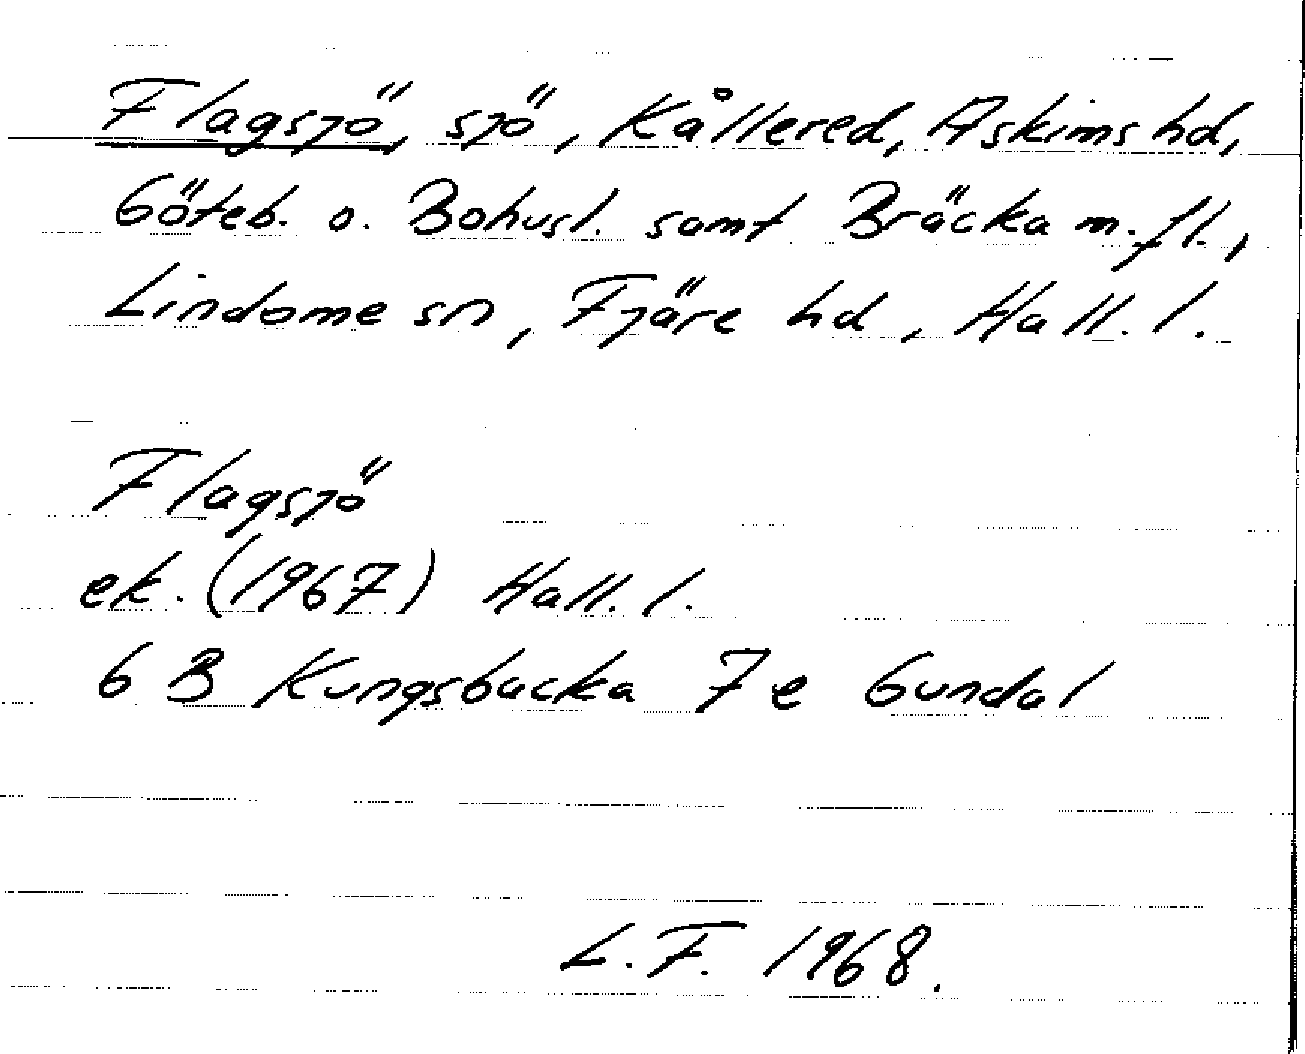 Flagsjö, sjö, Kållered, Askims hd,
Göteb. o. Bohusl. samt Bräcka m. fl.,
Lindome sn, Fjäre hd, Hall. l.
Flagsjö
ek. (1967) Hall. l.
6 B Kungsbacka 7 e Gundal
L. F. 1968.